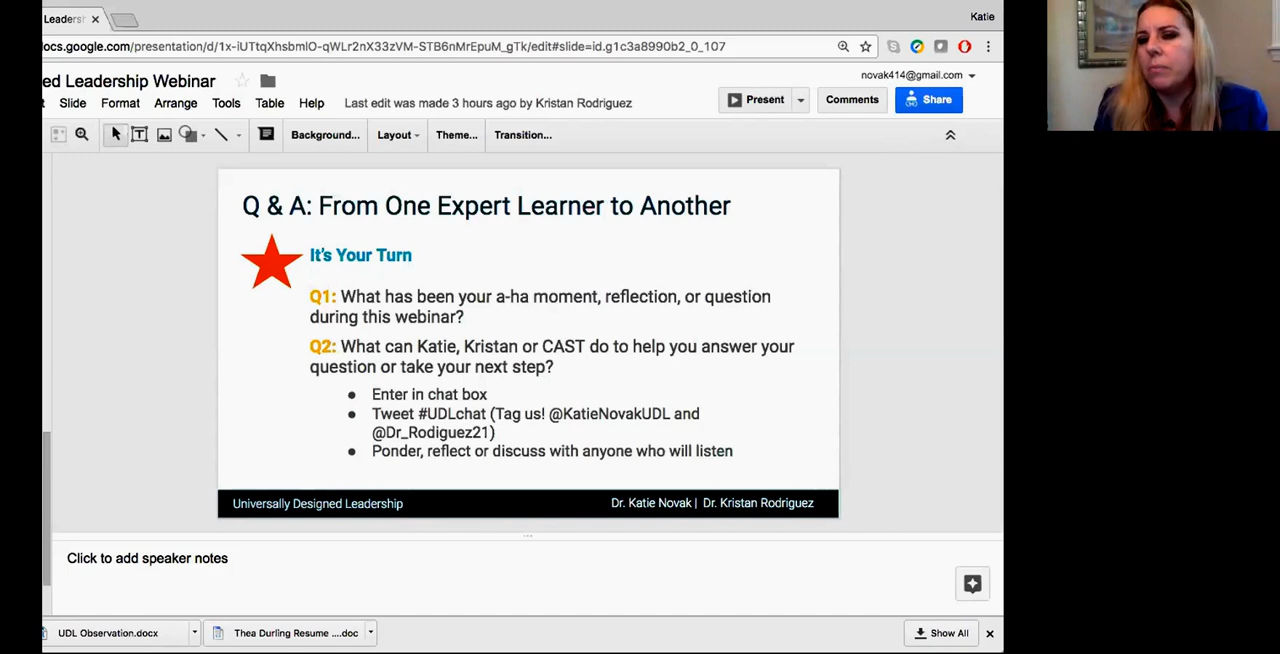 Leadersh
Katie
ocs.google.com/presentation/d/1x-iUTtqXhsbmIO-qWLr2nX33zVM-STB6nMrEpuM_gTk/edit#slide=id.g1c3a8990b2_0_107
ed Leadership Webinar
novak414@gmail.com
t Slide Format Arrange Tools Table Help Last edit was made 3 hours ago by Kristan Rodriguez
Present Comments Share
Background... Layout Theme... Transition...
Q & A: From One Expert Learner to Another
It's Your Turn
Q1: What has been your a-ha moment, reflection, or question
during this webinar?
Q2: What can Katie, Kristan or CAST do to help you answer your
question or take your next step?
● Enter in chat box
● Tweet #UDLchat (Tag us! @KatieNovakUDL and
@Dr_Rodiguez21)
● Ponder, reflect or discuss with anyone who will listen
Universally Designed Leadership Dr. Katie Novak | Dr. Kristan Rodriguez
Click to add speaker notes
UDL Observation.docx Thea Durling Resume ....doc Show All